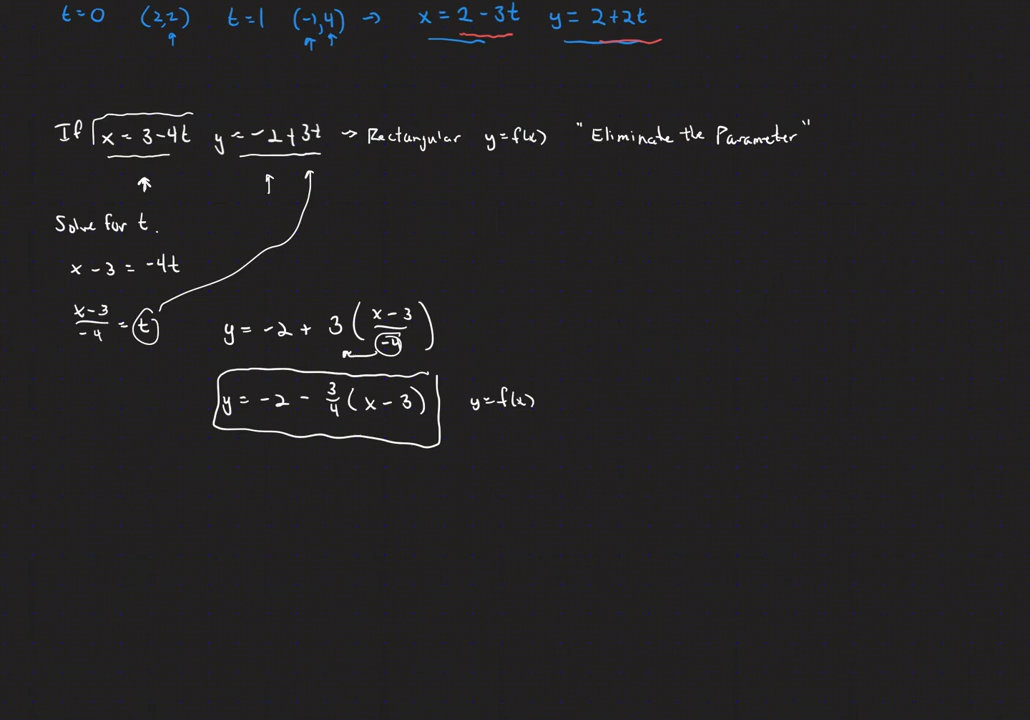 t=0 (2,2) t=1 (-1,4) → x = 2-3t y = 2+2t
If x = 3-4t y = -2+3t → Rectangular y=f(x) "Eliminate the Parameter"
Solve for t.
x - 3 = -4t
x-3/-4 = t
y = -2 + 3(x-3/-4)
y = -2 - 3/4(x-3) y=f(x)